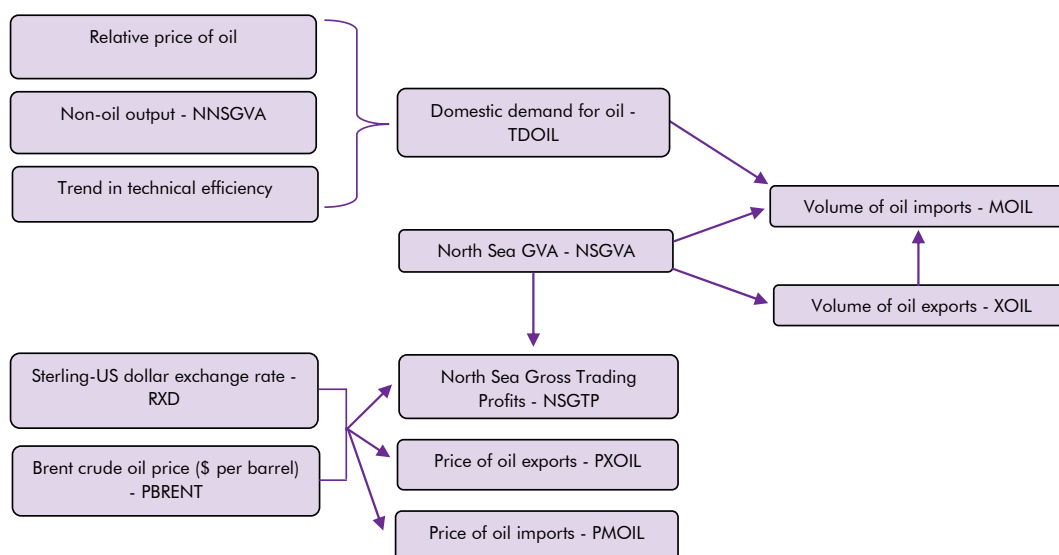 Relative price of oil
Non-oil output - NNSGVA
Trend in technical efficiency
Domestic demand for oil -
TDOIL
Volume of oil imports - MOIL
North Sea GVA - NSGVA
Volume of oil exports - XOIL
Sterling-US dollar exchange rate -
RXD
Brent crude oil price ($ per barrel)
- PBRENT
North Sea Gross Trading
Profits - NSGTP
Price of oil exports - PXOIL
Price of oil imports - PMOIL